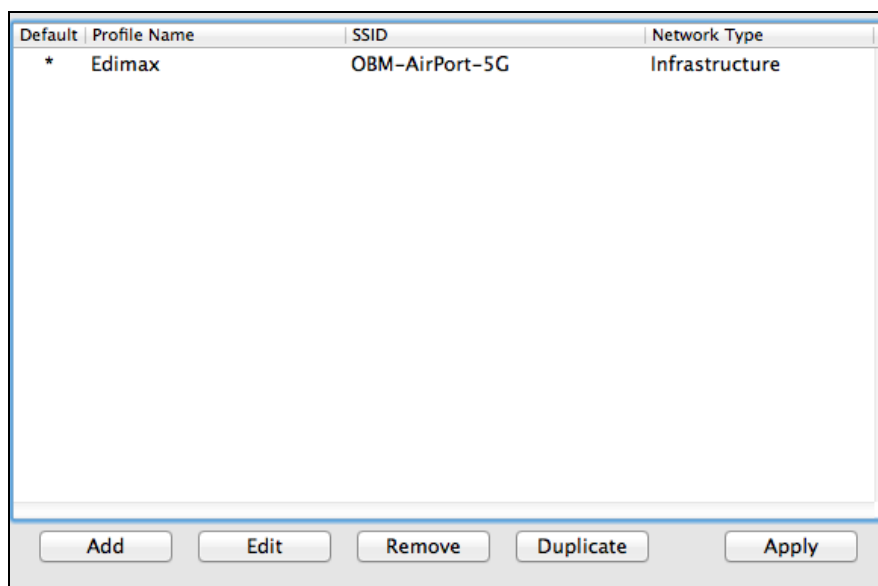 Default Profile Name SSID Network Type
* Edimax OBM-AirPort-5G Infrastructure
Add Edit Remove Duplicate Apply